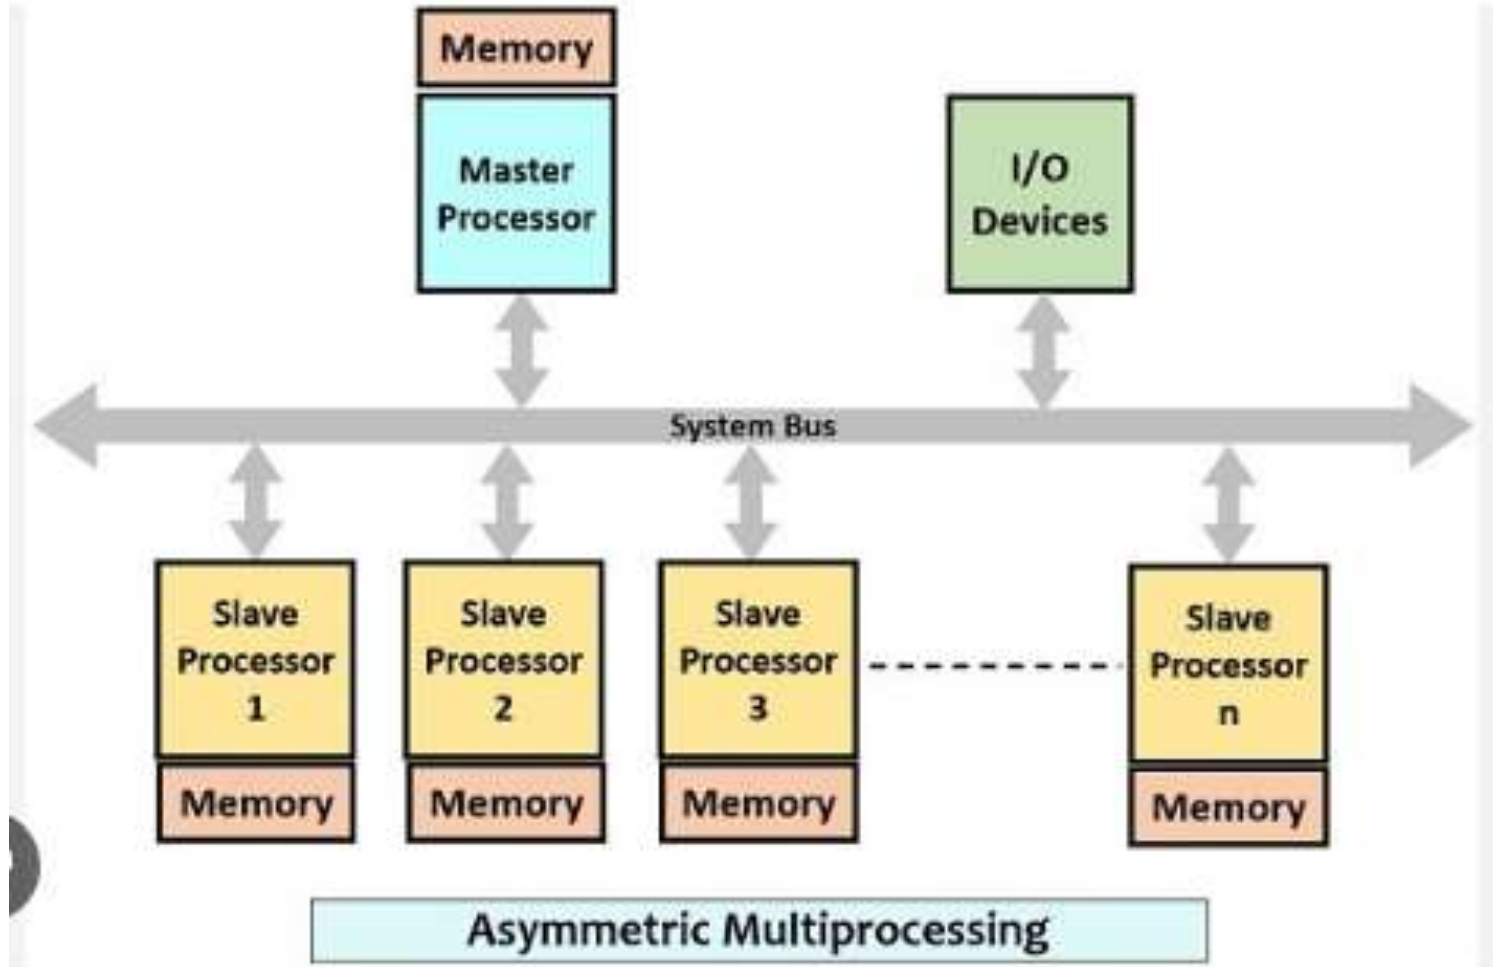 Memory
Master
Processor
I/O
Devices
System Bus
Slave
Processor
1
Slave
Processor
2
Slave
Processor
3
Slave
Processor
n
Memory
Memory
Memory
Memory
Asymmetric Multiprocessing